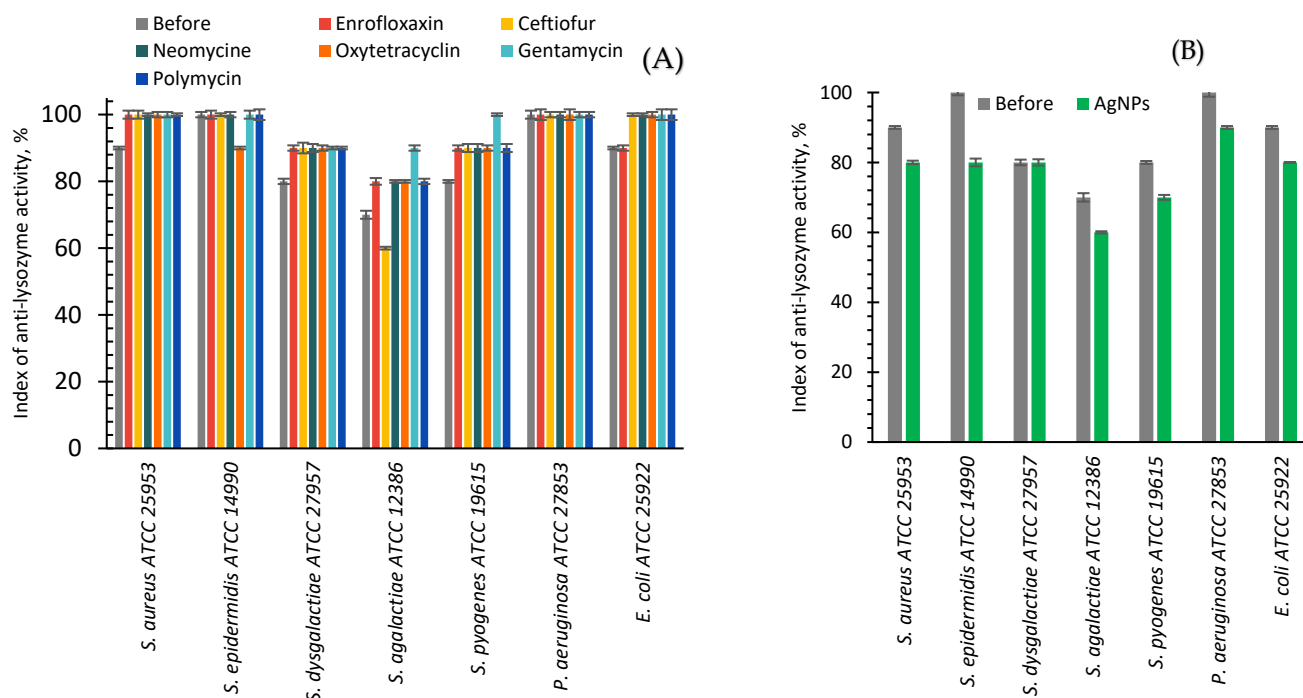 Before Enrofloxaxin Ceftiofur
Neomycine Oxytetracyclin Gentamycin
Polymycin
(A)
Index of anti-lysozyme activity, %
100
80
60
40
20
0
S. aureus ATCC 25953
S. epidermidis ATCC 14990
S. dysgalactiae ATCC 27957
S. agalactiae ATCC 12386
S. pyogenes ATCC 19615
P. aeruginosa ATCC 27853
E. coli ATCC 25922
(B)
Before AgNPs
Index of anti-lysozyme activity, %
100
80
60
40
20
0
S. aureus ATCC 25953
S. epidermidis ATCC 14990
S. dysgalactiae ATCC 27957
S agalactiae ATCC 12386
S. pyogenes ATCC 19615
P. aeruginosa ATCC 27853
E. coli ATCC 25922